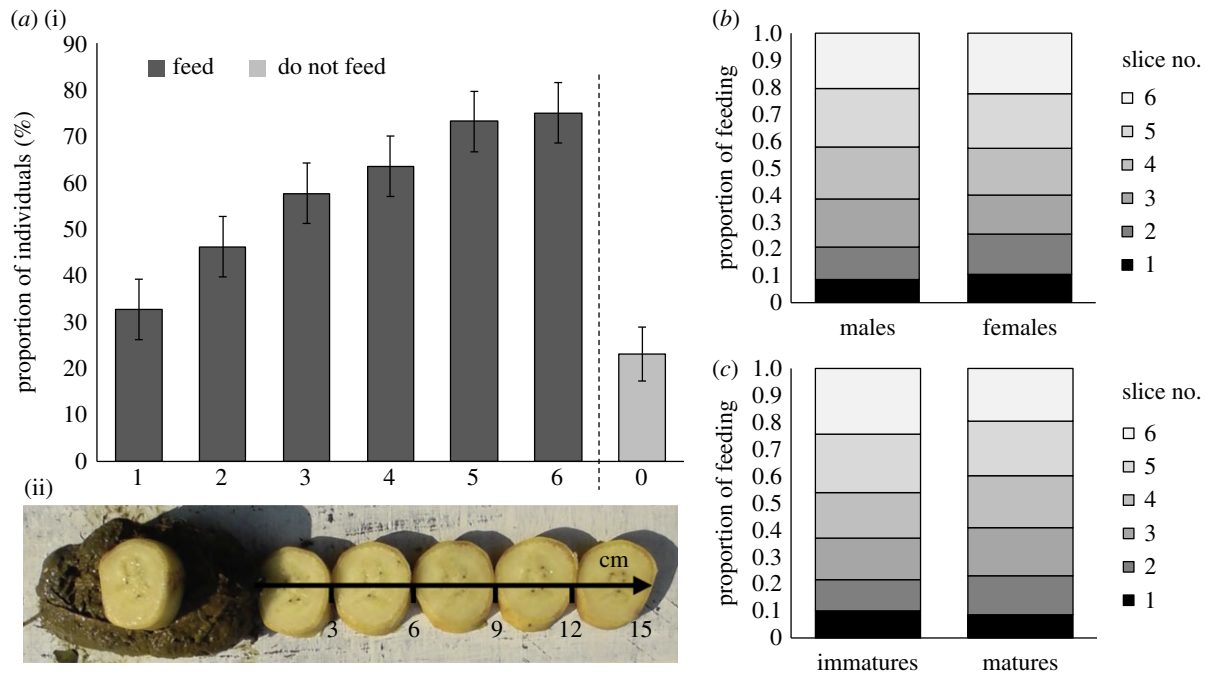 (a) (i)
90
80
70
60
50
40
30
20
10
0
proportion of individuals (%)
feed
do not feed
1 2 3 4 5 6 0
(ii)
cm
3 6 9 12 15
(b)
1.0
0.9
0.8
0.7
0.6
0.5
0.4
0.3
0.2
0.1
0
proportion of feeding
males females
slice no.
6
5
4
3
2
1
(c)
1.0
0.9
0.8
0.7
0.6
0.5
0.4
0.3
0.2
0.1
0
proportion of feeding
immatures matures
slice no.
6
5
4
3
2
1